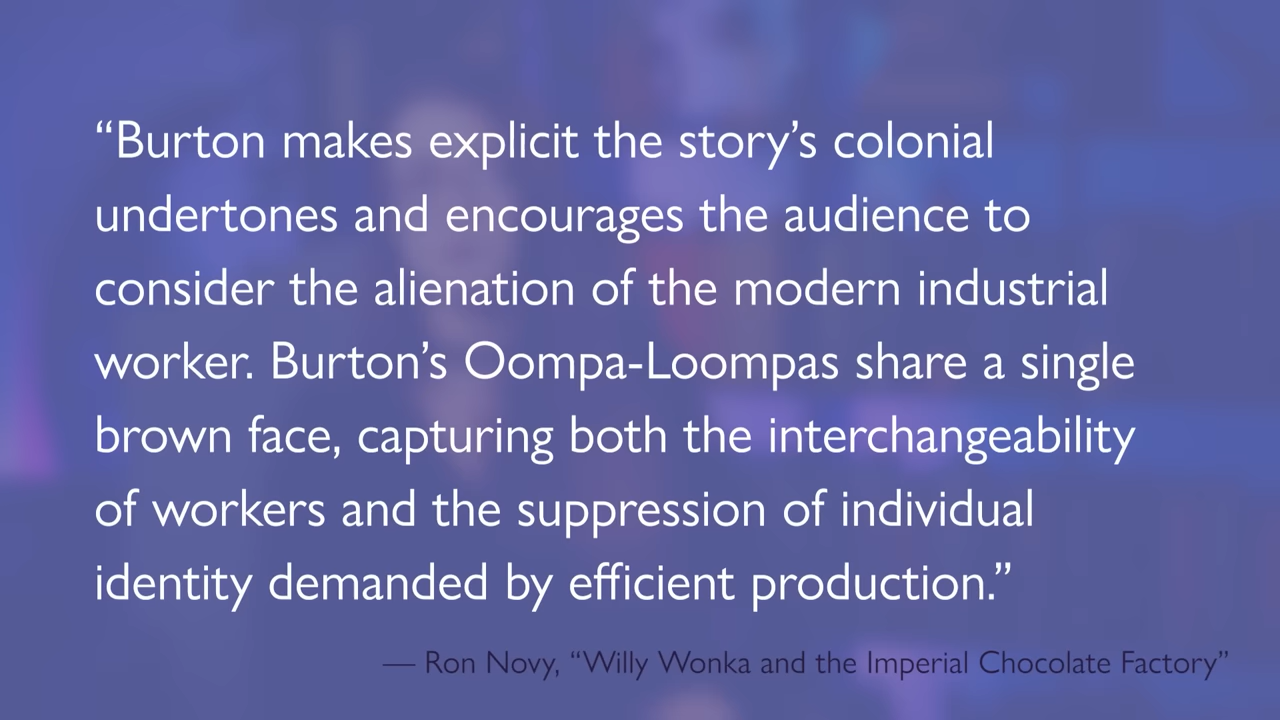 “Burton makes explicit the story’s colonial
undertones and encourages the audience to
consider the alienation of the modern industrial
worker. Burton’s Oompa-Loompas share a single
brown face, capturing both the interchangeability
of workers and the suppression of individual
identity demanded by efficient production.”
— Ron Novy, “Willy Wonka and the Imperial Chocolate Factory”